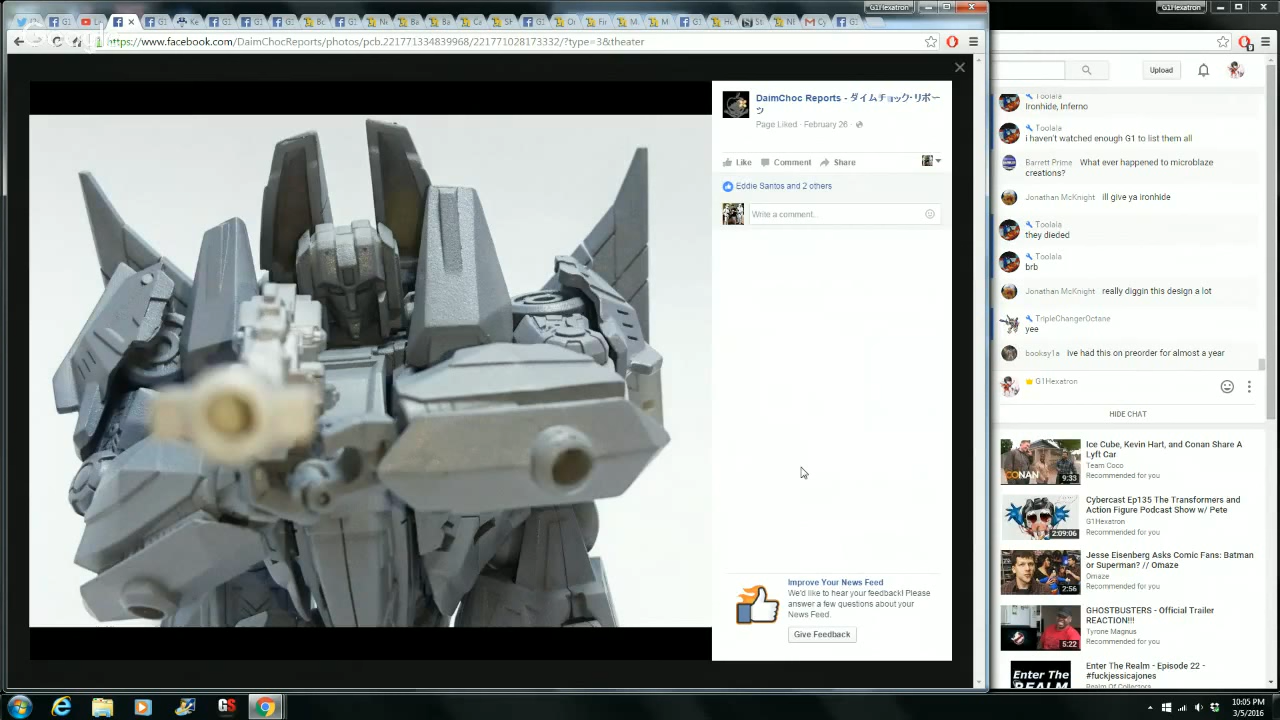 G1Hexatron
G1Hexatron
https://www.facebook.com/DaimChocReports/photos/pcb.221771334839968/221771028173332/?type=3&theater
DaimChoc Reports - ダイムチョック・リポー
ツ
Page Liked · February 26 ·
Like Comment Share
Eddie Santos and 2 others
Write a comment...
Improve Your News Feed
We'd like to hear your feedback! Please
answer a few questions about your
News Feed.
Give Feedback
Upload
Toolala
Ironhide, Inferno
Toolala
i haven't watched enough G1 to list them all
Barrett Prime What ever happened to microblaze
creations?
Jonathan McKnight ill give ya ironhide
Toolala
they dieded
Toolala
brb
Jonathan McKnight really diggin this design a lot
TripleChangerOctane
yee
booksy1a Ive had this on preorder for almost a year
G1Hexatron
HIDE CHAT
CONAN
9:33
Ice Cube, Kevin Hart, and Conan Share A
Lyft Car
Team Coco
Recommended for you
2:09:06
Cybercast Ep135 The Transformers and
Action Figure Podcast Show w/ Pete
G1Hexatron
Recommended for you
2:56
Jesse Eisenberg Asks Comic Fans: Batman
or Superman? // Omaze
Omaze
Recommended for you
5:22
GHOSTBUSTERS - Official Trailer
REACTION!!!
Tyrone Magnus
Recommended for you
Enter The
REALM
Enter The Realm - Episode 22 -
#fuckjessicajones
Realm Of Collectors
GS
10:05 PM
3/5/2016